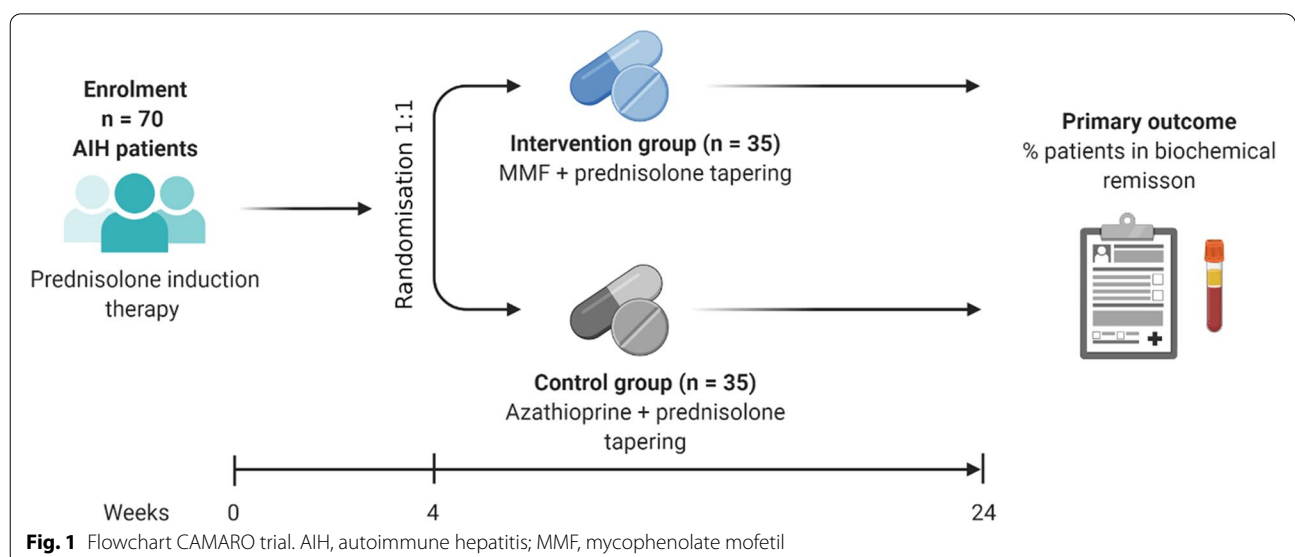 Enrolment
n = 70
AIH patients
Prednisolone induction
therapy
Randomisation 1:1
Intervention group (n = 35)
MMF + prednisolone tapering
Control group (n = 35)
Azathioprine + prednisolone
tapering
Primary outcome
% patients in biochemical
remisson
Weeks 0 4 24
Fig. 1 Flowchart CAMARO trial. AIH, autoimmune hepatitis; MMF, mycophenolate mofetil